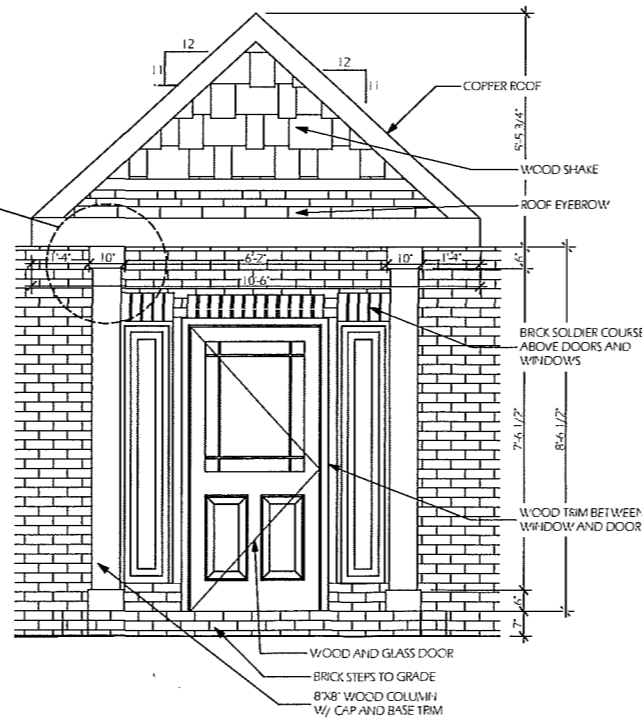 12
11
12
11
COPPER ROOF
5'-5 3/4"
WOOD SHAKE
ROOF EYEBROW
1'-4"
10"
6'-2"
10"
1'-4"
6"
10'-6"
BRICK SOLDIER COURSE
ABOVE DOORS AND
WINDOWS
7'-6 1/2"
8'-6 1/2"
WOOD TRIM BETWEEN
WINDOW AND DOOR
6"
7"
WOOD AND GLASS DOOR
BRICK STEPS TO GRADE
8"X8" WOOD COLUMN
W/ CAP AND BASE TRIM